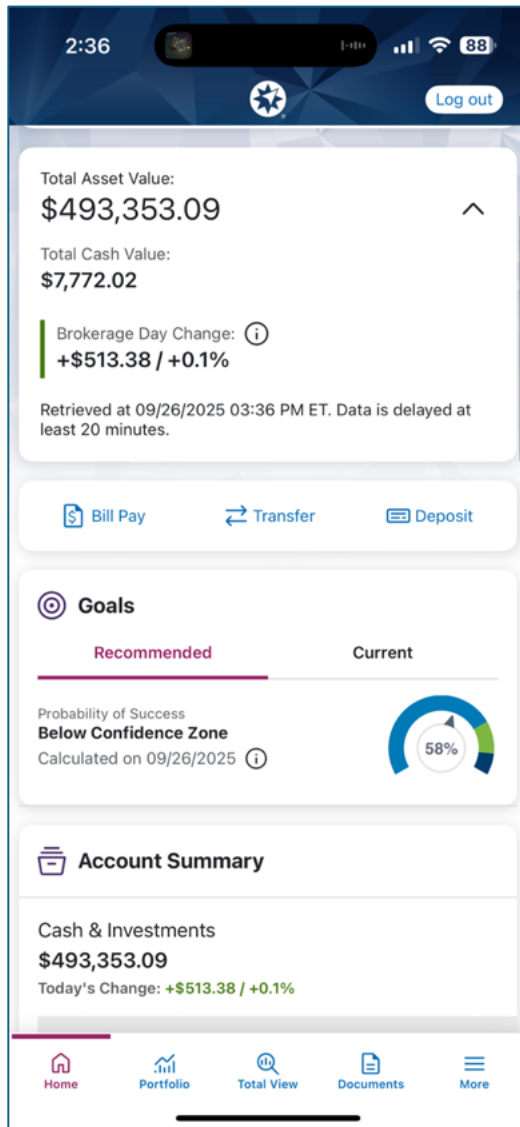 2:36
88
Log out
Total Asset Value:
$493,353.09
Total Cash Value:
$7,772.02
Brokerage Day Change:
+$513.38 / +0.1%
Retrieved at 09/26/2025 03:36 PM ET. Data is delayed at
least 20 minutes.
Bill Pay Transfer Deposit
Goals
Recommended Current
Probability of Success
Below Confidence Zone
Calculated on 09/26/2025
58%
Account Summary
Cash & Investments
$493,353.09
Today's Change: +$513.38 / +0.1%
Home Portfolio Total View Documents More